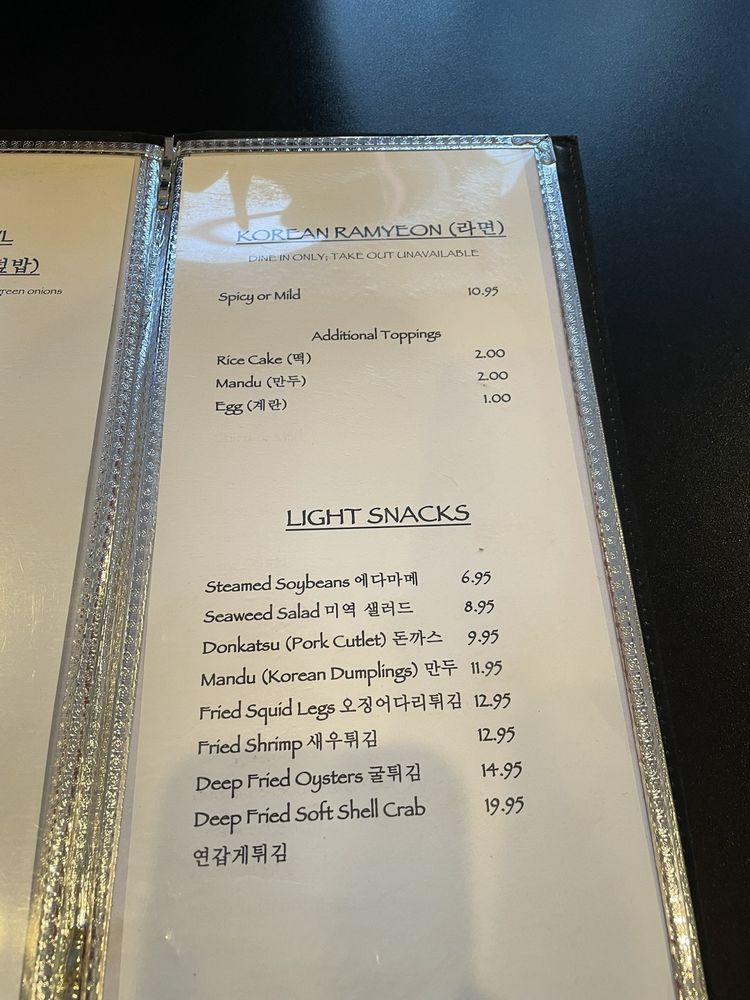 덮밥)
green onions
KOREAN RAMYEON (라면)
DINE IN ONLY; TAKE OUT UNAVAILABLE
Spicy or Mild 10.95
Additional Toppings
Rice Cake (떡) 2.00
Mandu (만두) 2.00
Egg (계란) 1.00
LIGHT SNACKS
Steamed Soybeans 에다마메 6.95
Seaweed Salad 미역 샐러드 8.95
Donkatsu (Pork Cutlet) 돈까스 9.95
Mandu (Korean Dumplings) 만두 11.95
Fried Squid Legs 오징어다리튀김 12.95
Fried Shrimp 새우튀김 12.95
Deep Fried Oysters 굴튀김 14.95
Deep Fried Soft Shell Crab 19.95
연갑게튀김